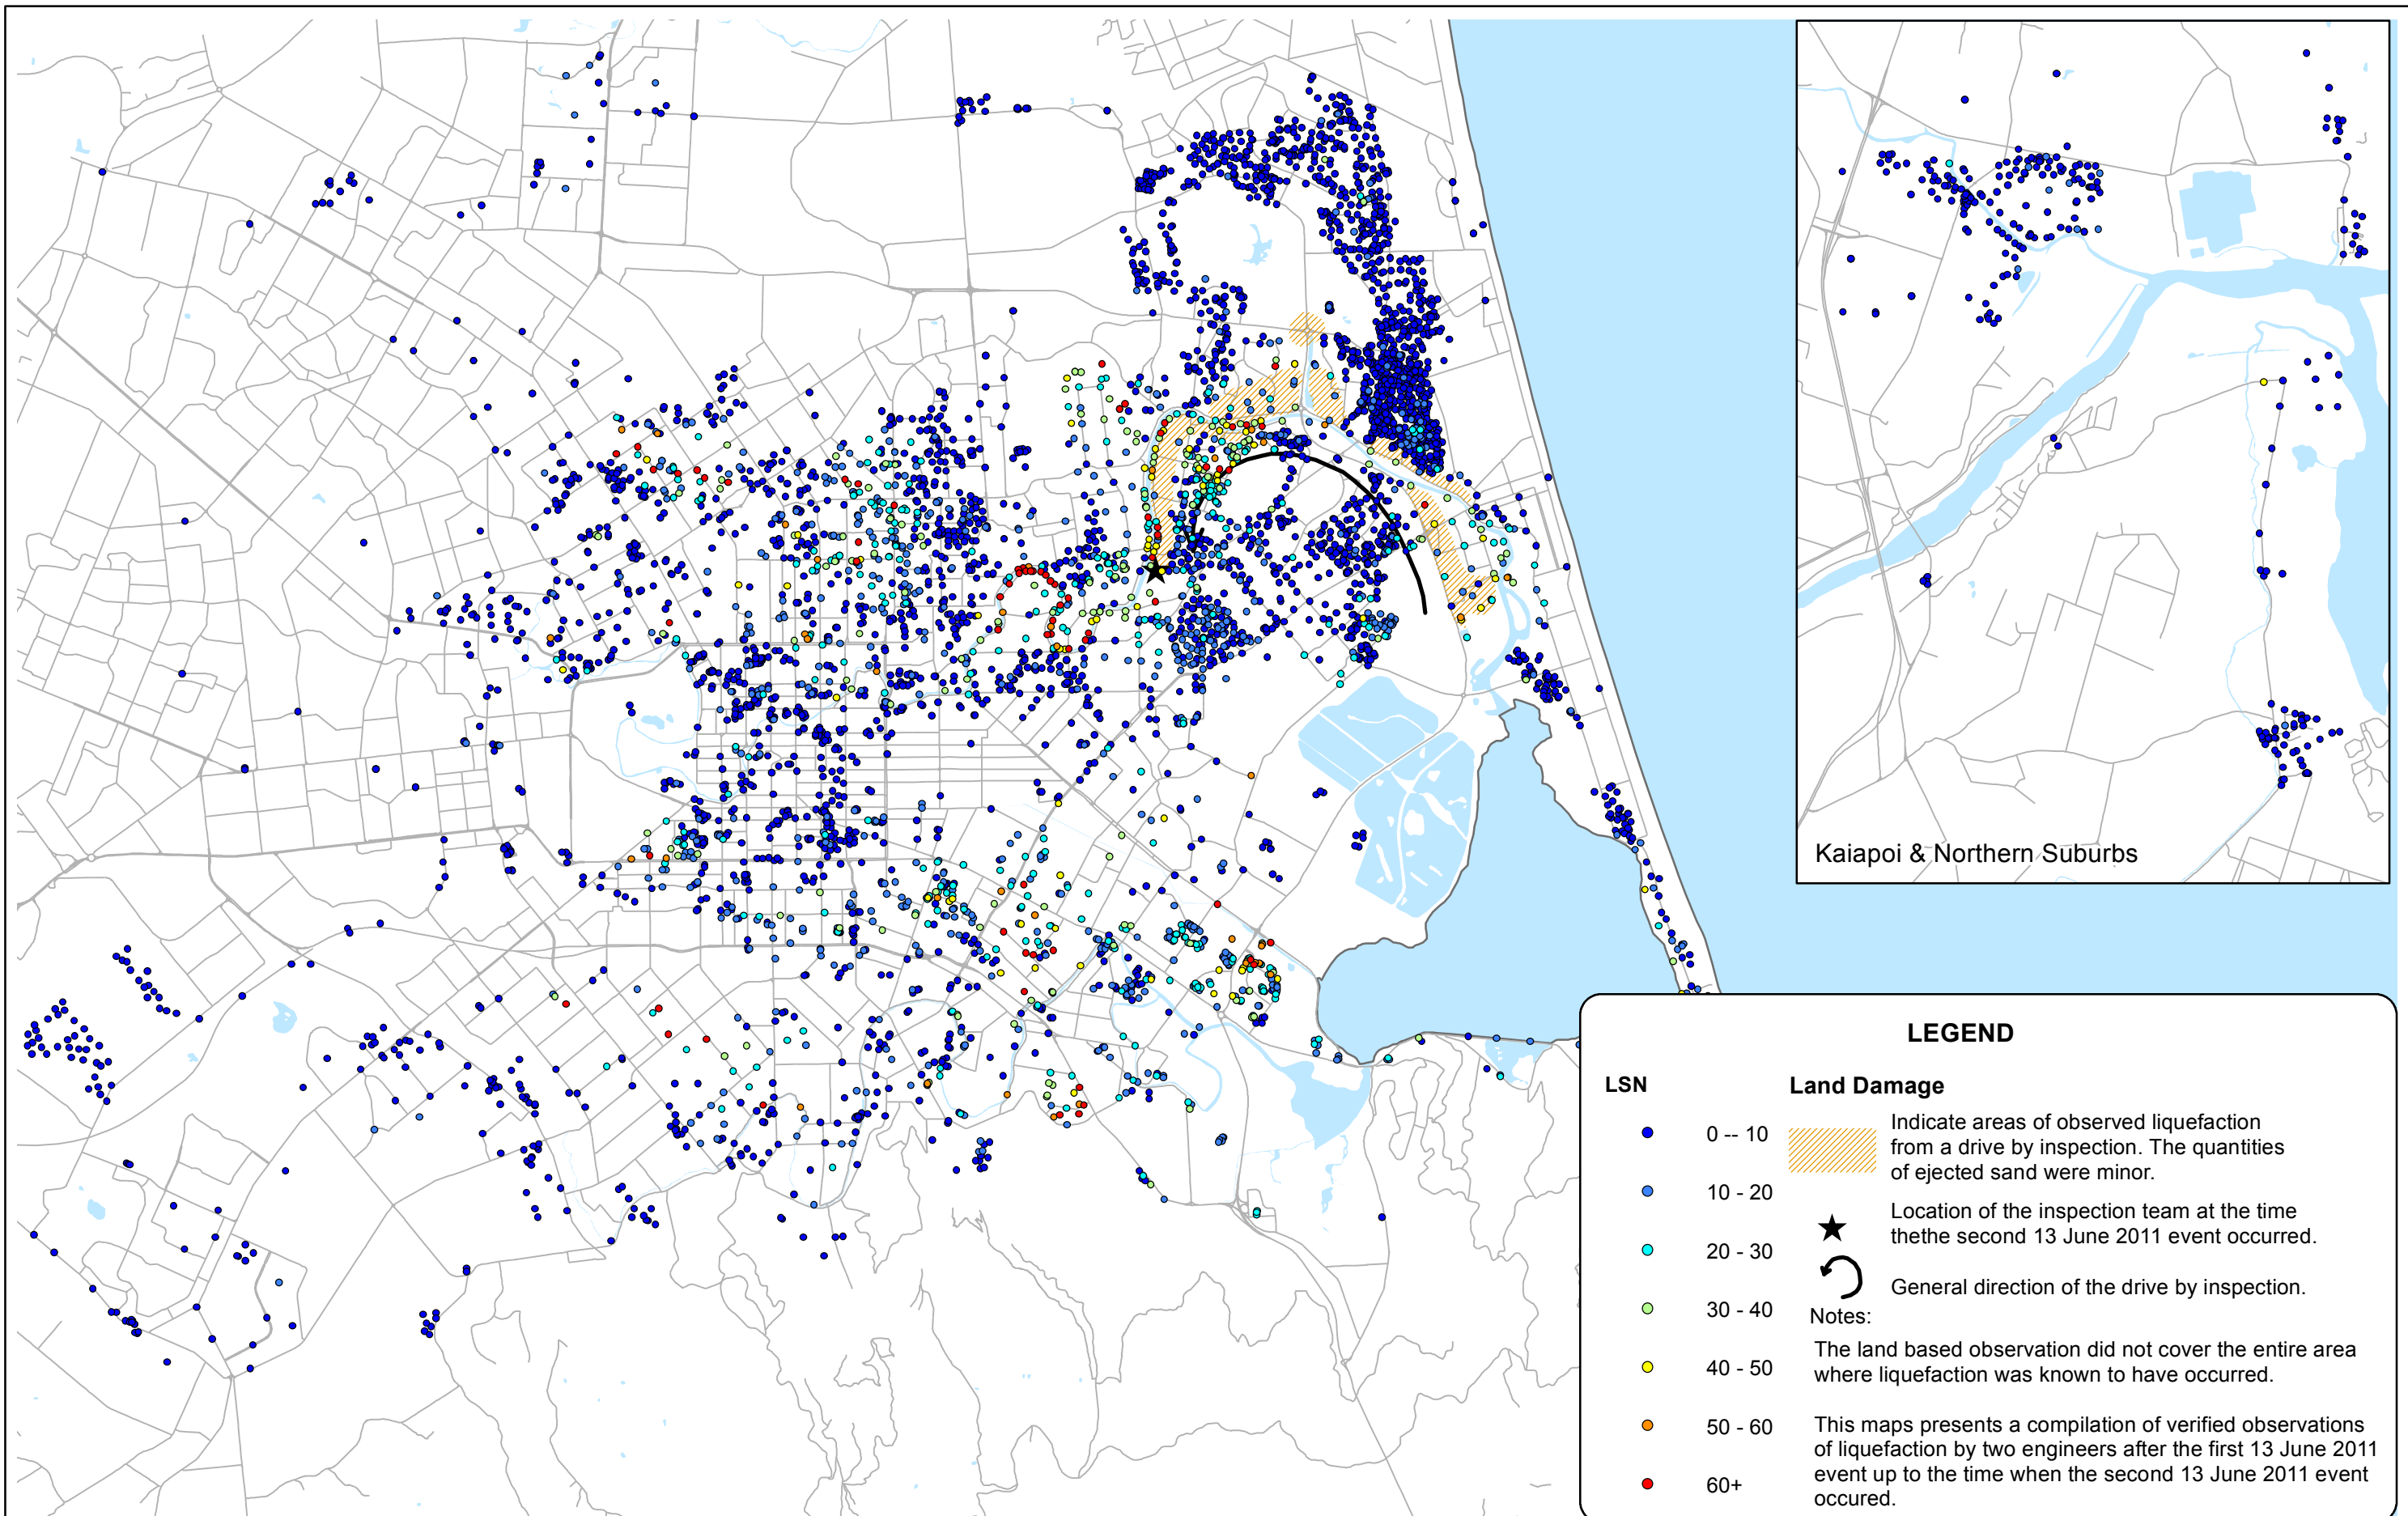 Kaiapoi & Northern Suburbs
LEGEND
LSN
0 -- 10
10 - 20
20 - 30
30 - 40
40 - 50
50 - 60
60+
Land Damage
Indicate areas of observed liquefaction
from a drive by inspection. The quantities
of ejected sand were minor.
Location of the inspection team at the time
thethe second 13 June 2011 event occurred.
General direction of the drive by inspection.
Notes:
The land based observation did not cover the entire area
where liquefaction was known to have occurred.
This maps presents a compilation of verified observations
of liquefaction by two engineers after the first 13 June 2011
event up to the time when the second 13 June 2011 event
occured.